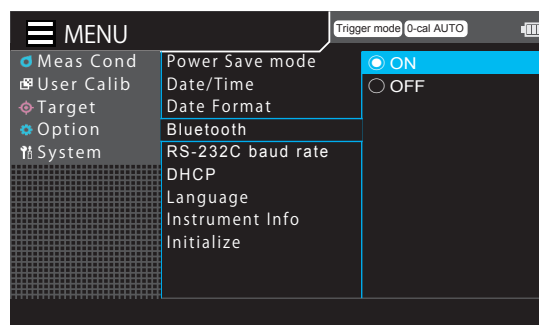 MENU
Trigger mode 0-cal AUTO
Meas Cond
User Calib
Target
Option
System
Power Save mode
Date/Time
Date Format
Bluetooth
RS-232C baud rate
DHCP
Language
Instrument Info
Initialize
ON
OFF